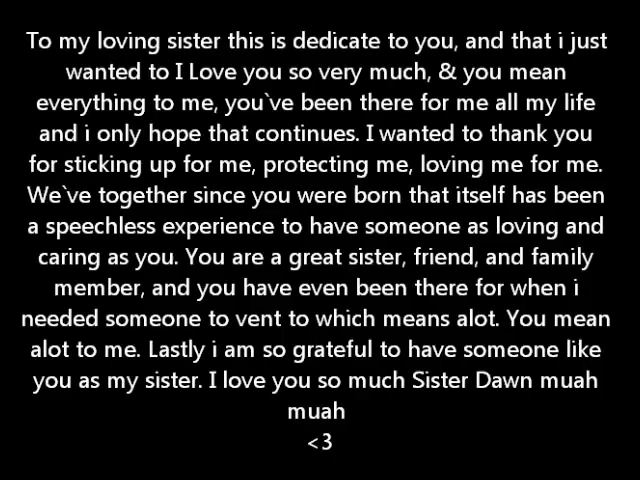 To my loving sister this is dedicate to you, and that i just
wanted to I Love you so very much, & you mean
everything to me, you`ve been there for me all my life
and i only hope that continues. I wanted to thank you
for sticking up for me, protecting me, loving me for me.
We`ve together since you were born that itself has been
a speechless experience to have someone as loving and
caring as you. You are a great sister, friend, and family
member, and you have even been there for when i
needed someone to vent to which means alot. You mean
alot to me. Lastly i am so grateful to have someone like
you as my sister. I love you so much Sister Dawn muah
muah
<3